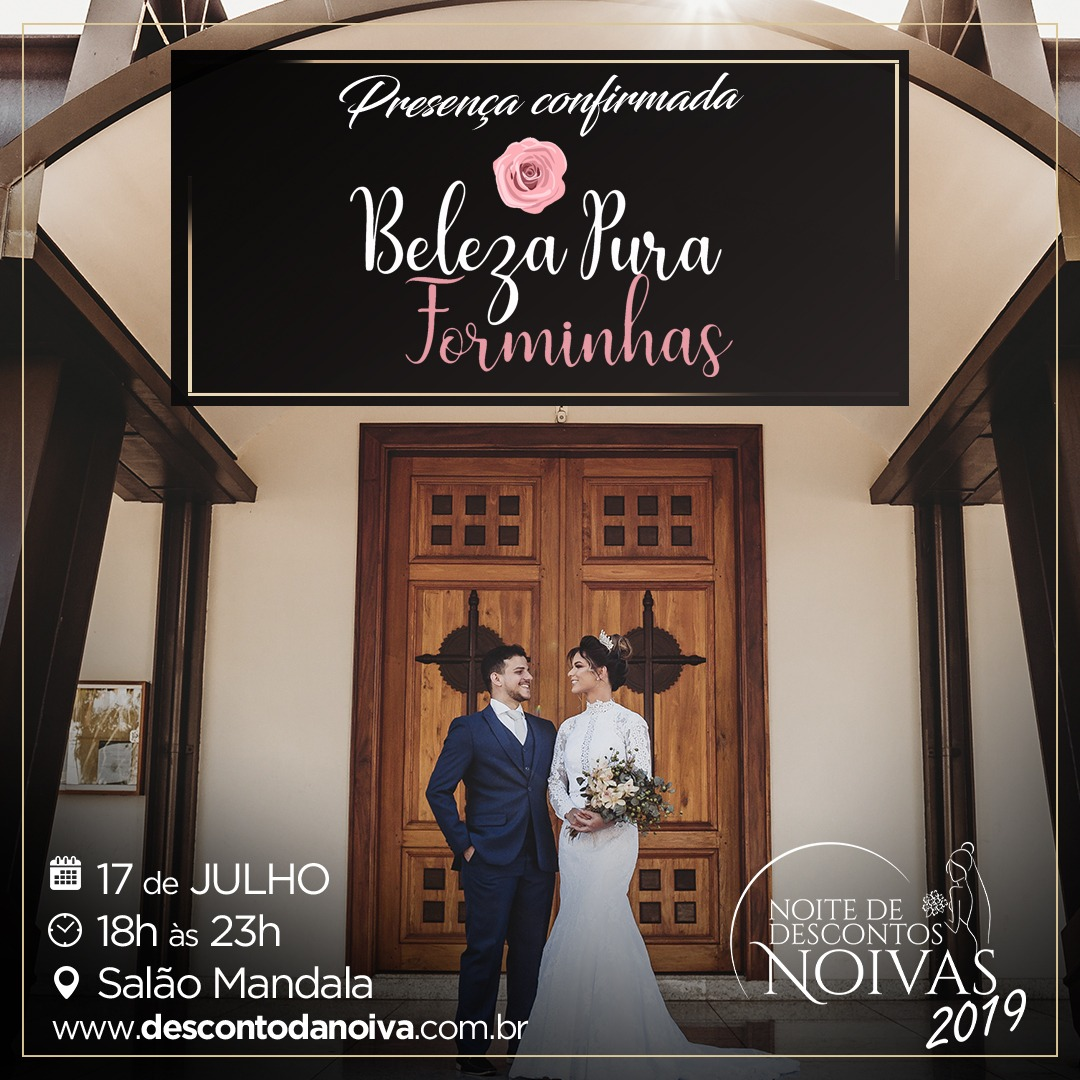 Presença confirmada
Beleza Pura
Forminhas
17 de JULHO
18h às 23h
Salão Mandala
www.descontodanoiva.com.br
NOITE DE
DESCONTOS
NOIVAS
2019